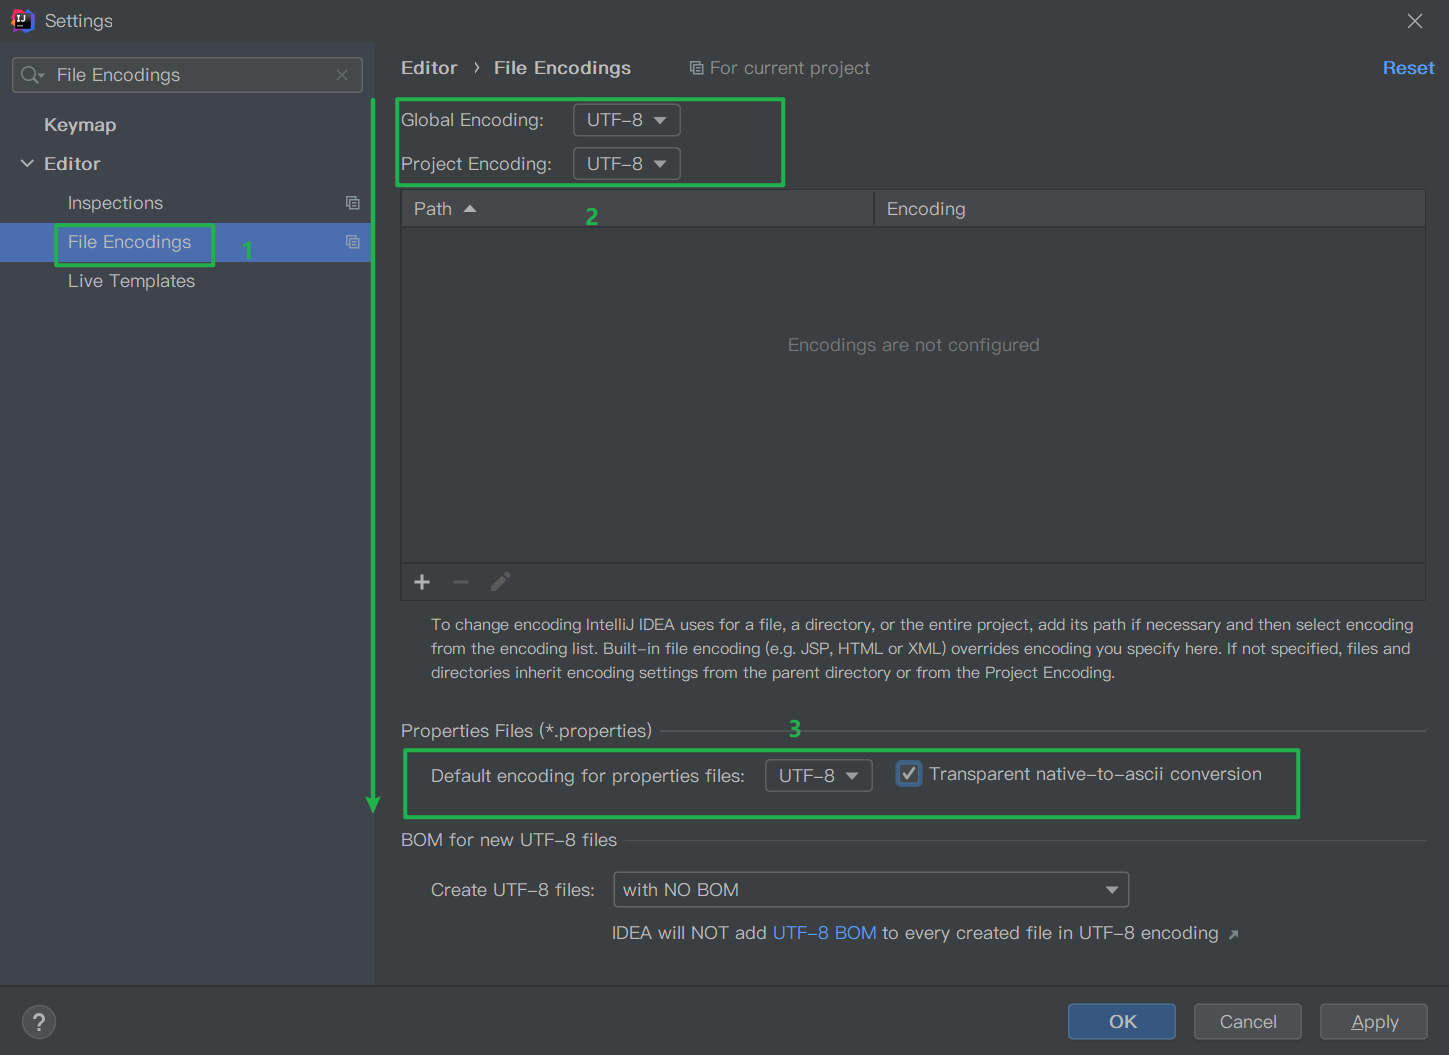 Settings
File Encodings
Keymap
Editor
Inspections
File Encodings
1
Live Templates
Editor › File Encodings
For current project
Reset
Global Encoding: UTF-8
Project Encoding: UTF-8
Path
2
Encoding
Encodings are not configured
To change encoding IntelliJ IDEA uses for a file, a directory, or the entire project, add its path if necessary and then select encoding
from the encoding list. Built-in file encoding (e.g. JSP, HTML or XML) overrides encoding you specify here. If not specified, files and
directories inherit encoding settings from the parent directory or from the Project Encoding.
Properties Files (*.properties)
3
Default encoding for properties files: UTF-8 Transparent native-to-ascii conversion
BOM for new UTF-8 files
Create UTF-8 files: with NO BOM
IDEA will NOT add UTF-8 BOM to every created file in UTF-8 encoding ↗
?
OK
Cancel
Apply